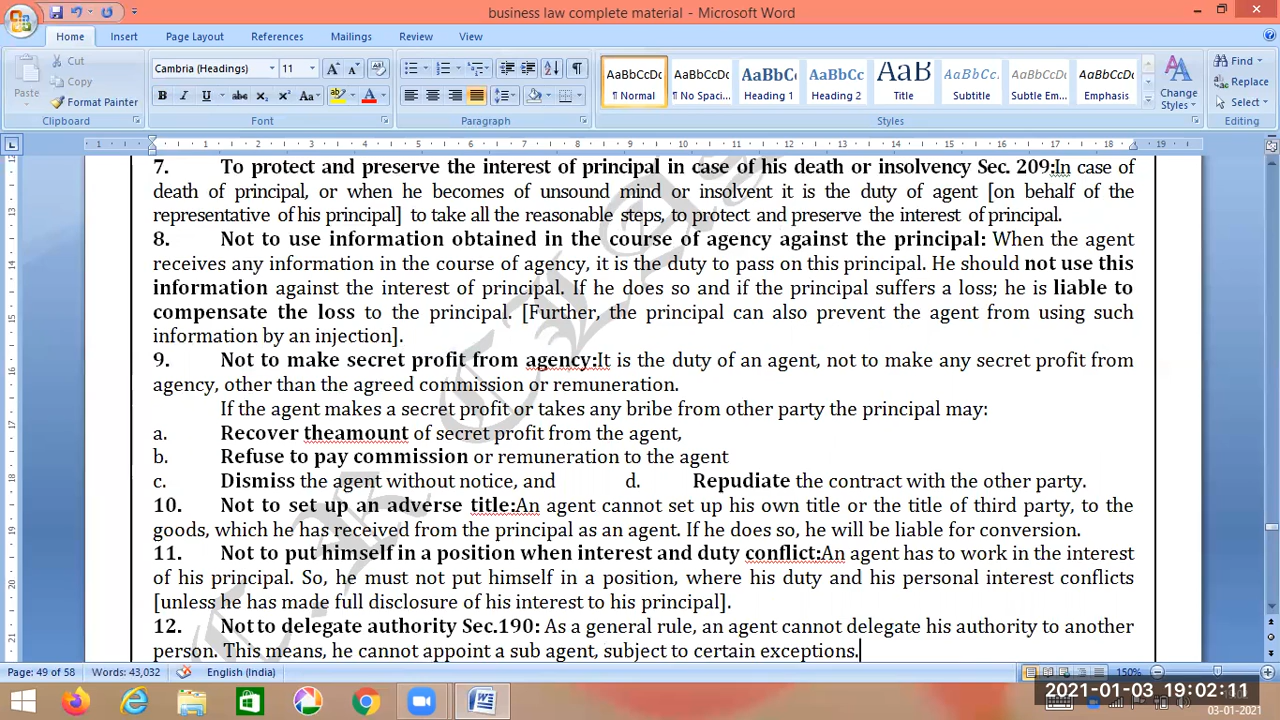 business law complete material - Microsoft Word
Home Insert Page Layout References Mailings Review View
Paste
Cut
Copy
Format Painter
Clipboard
Cambria (Headings) 11
Font
Paragraph
AaBbCcDc AaBbCcDc AaBbC AaBbCc AaB AaBbCc. AaBbCcDc AaBbCcDc
¶ Normal ¶ No Spaci... Heading 1 Heading 2 Title Subtitle Subtle Em... Emphasis
Change Styles
Styles
Find
Replace
Select
Editing
7. To protect and preserve the interest of principal in case of his death or insolvency Sec. 209:In case of
death of principal, or when he becomes of unsound mind or insolvent it is the duty of agent [on behalf of the
representative of his principal] to take all the reasonable steps, to protect and preserve the interest of principal.
8. Not to use information obtained in the course of agency against the principal: When the agent
receives any information in the course of agency, it is the duty to pass on this principal. He should not use this
information against the interest of principal. If he does so and if the principal suffers a loss; he is liable to
compensate the loss to the principal. [Further, the principal can also prevent the agent from using such
information by an injection].
9. Not to make secret profit from agency:It is the duty of an agent, not to make any secret profit from
agency, other than the agreed commission or remuneration.
If the agent makes a secret profit or takes any bribe from other party the principal may:
a. Recover theamount of secret profit from the agent,
b. Refuse to pay commission or remuneration to the agent
c. Dismiss the agent without notice, and d. Repudiate the contract with the other party.
10. Not to set up an adverse title:An agent cannot set up his own title or the title of third party, to the
goods, which he has received from the principal as an agent. If he does so, he will be liable for conversion.
11. Not to put himself in a position when interest and duty conflict:An agent has to work in the interest
of his principal. So, he must not put himself in a position, where his duty and his personal interest conflicts
[unless he has made full disclosure of his interest to his principal].
12. Not to delegate authority Sec.190: As a general rule, an agent cannot delegate his authority to another
person. This means, he cannot appoint a sub agent, subject to certain exceptions.
Page: 49 of 58 Words: 43,032 English (India) 150%
2021-01-03 19:02:11
03-01-2021